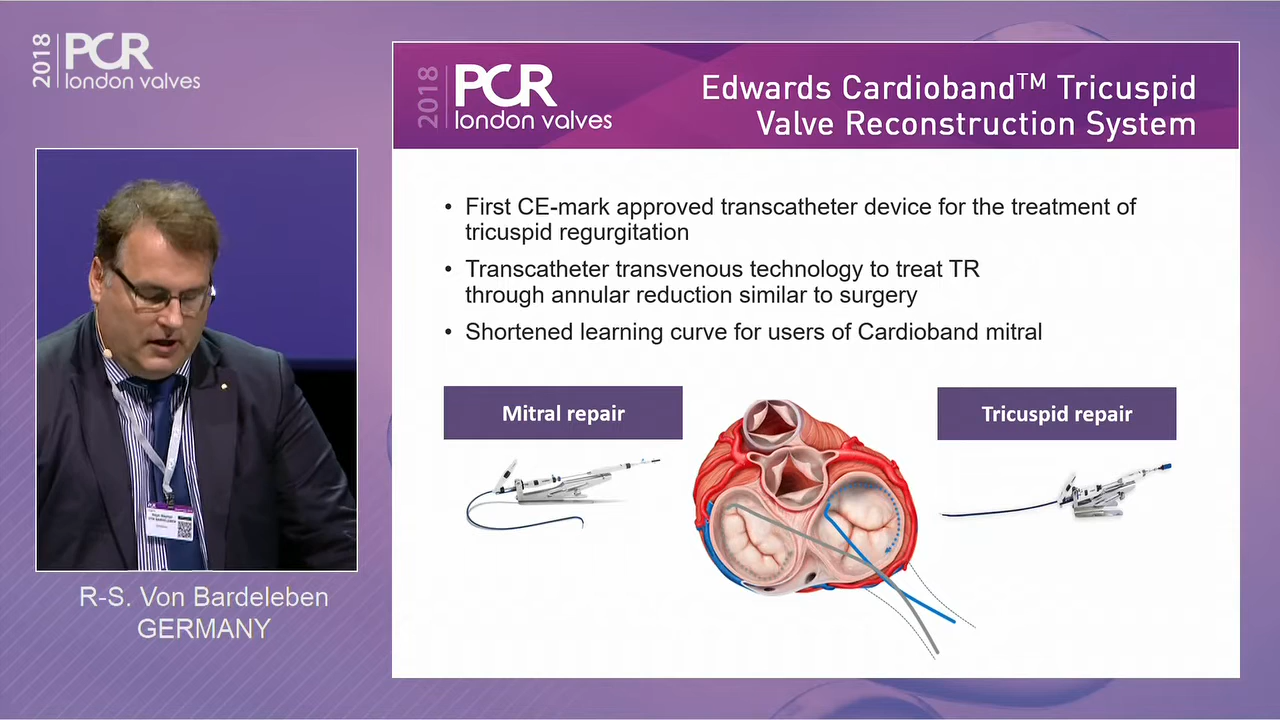 2018
PCR
london valves
2018
PCR
london valves
Edwards Cardioband™ Tricuspid
Valve Reconstruction System
• First CE-mark approved transcatheter device for the treatment of
tricuspid regurgitation
• Transcatheter transvenous technology to treat TR
through annular reduction similar to surgery
• Shortened learning curve for users of Cardioband mitral
Mitral repair
Tricuspid repair
R-S. Von Bardeleben
GERMANY